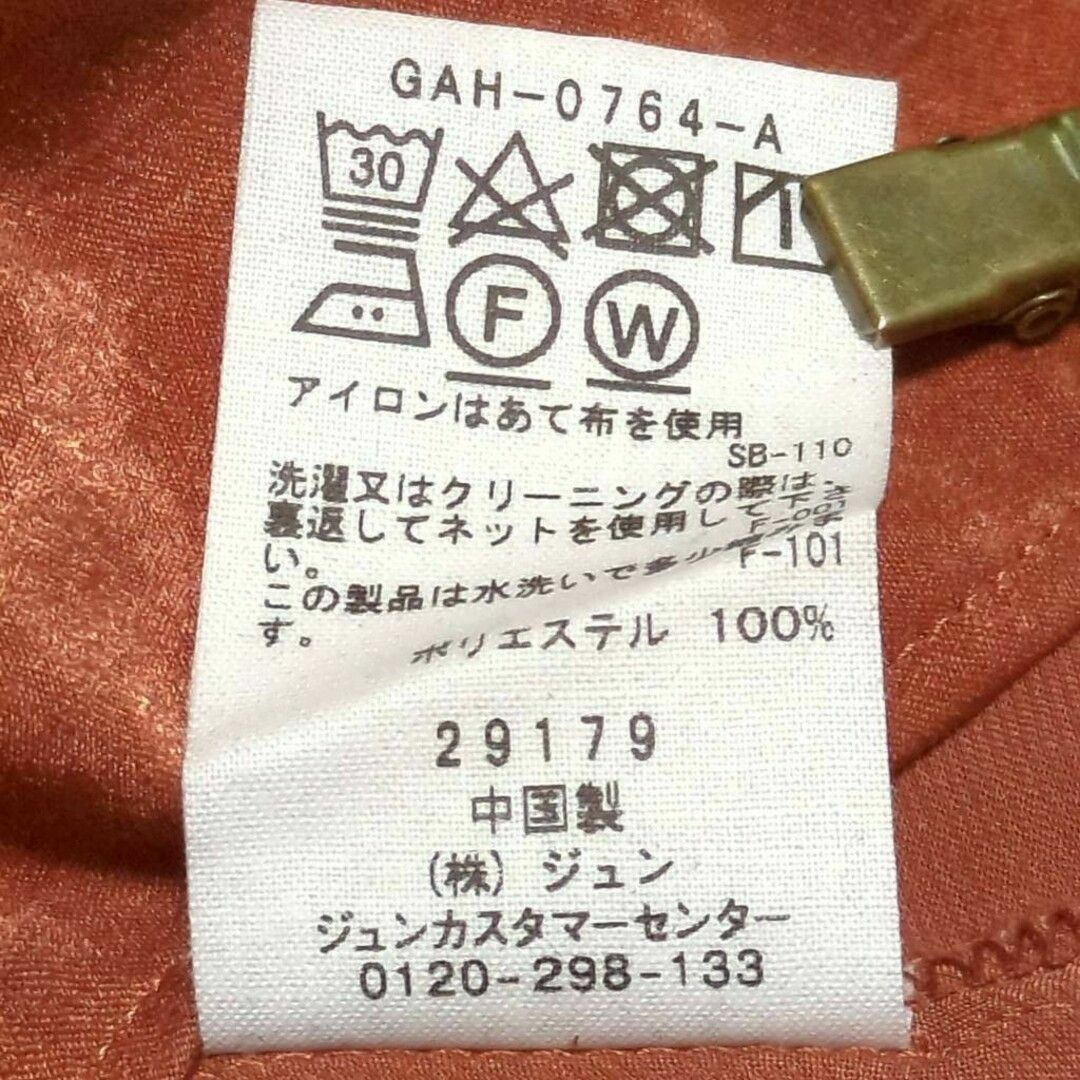 GAH-0764-A
30
F W
アイロンはあて布を使用
SB-110
洗濯又はクリーニングの際は、
裏返してネットを使用して下さ
い。
F-001
この製品は水洗いで多少
す。
F-101
ポリエステル 100%
29179
中国製
(株) ジュン
ジュンカスタマーセンター
0120-298-133